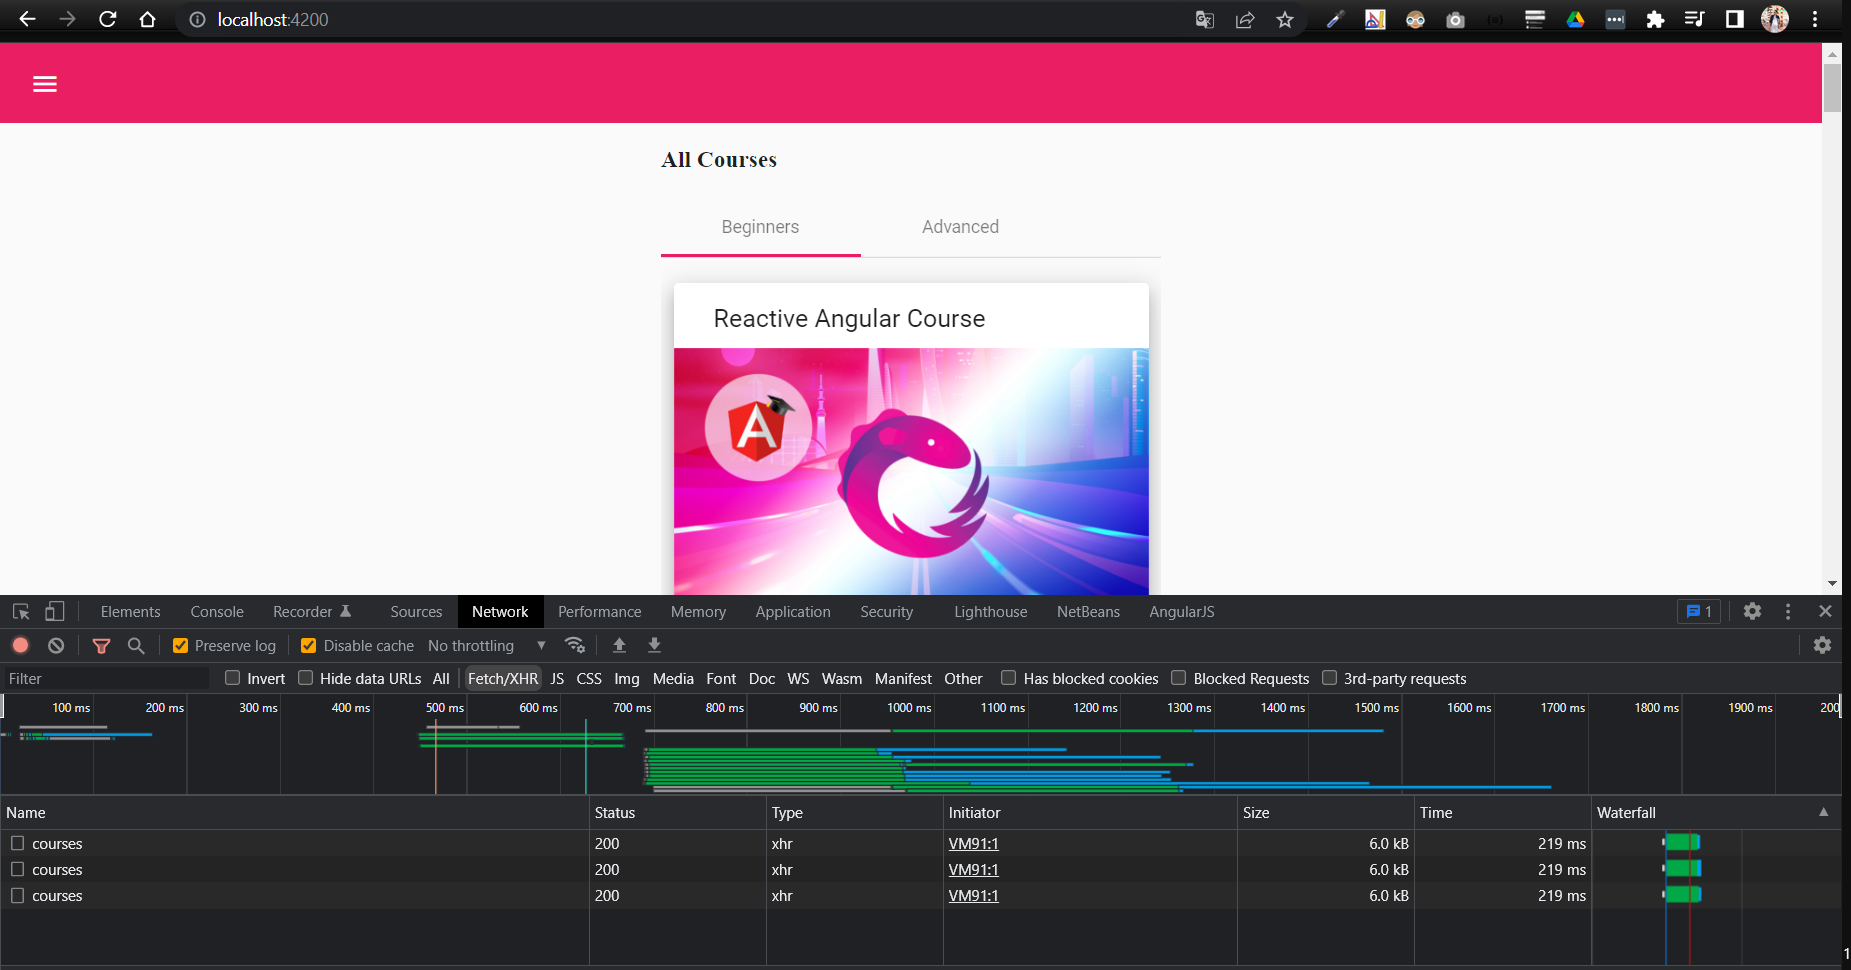 localhost:4200
All Courses
Beginners Advanced
Reactive Angular Course
A
Elements Console Recorder Sources Network Performance Memory Application Security Lighthouse NetBeans AngularJS 1
Preserve log Disable cache No throttling
Filter Invert Hide data URLs All Fetch/XHR JS CSS Img Media Font Doc WS Wasm Manifest Other Has blocked cookies Blocked Requests 3rd-party requests
100 ms 200 ms 300 ms 400 ms 500 ms 600 ms 700 ms 800 ms 900 ms 1000 ms 1100 ms 1200 ms 1300 ms 1400 ms 1500 ms 1600 ms 1700 ms 1800 ms 1900 ms 200
Name Status Type Initiator Size Time Waterfall
courses 200 xhr VM91:1 6.0 kB 219 ms
courses 200 xhr VM91:1 6.0 kB 219 ms
courses 200 xhr VM91:1 6.0 kB 219 ms
1